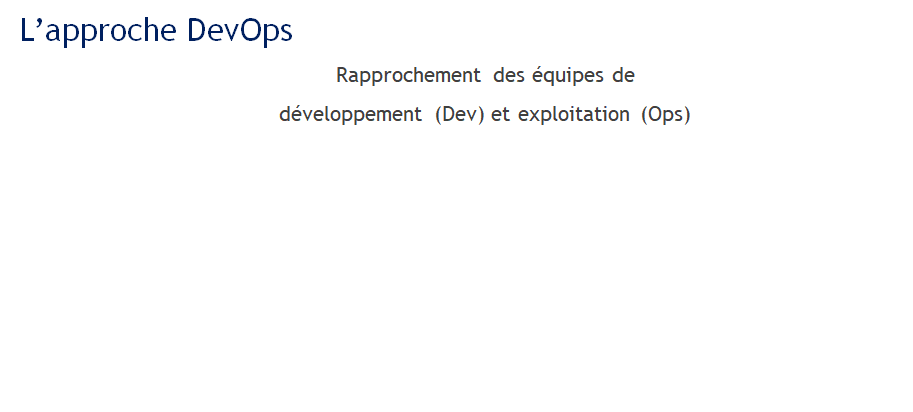 L’approche DevOps
Rapprochement des équipes de
développement (Dev) et exploitation (Ops)